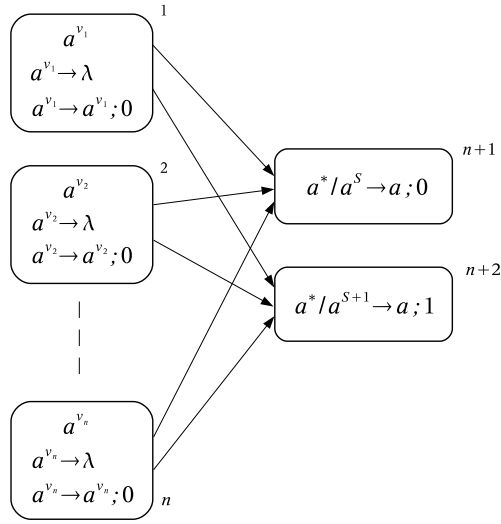 1
a^{v_1}
a^{v_1}→λ
a^{v_1}→a^{v_1};0
2
a^{v_2}
a^{v_2}→λ
a^{v_2}→a^{v_2};0
n
a^{v_n}
a^{v_n}→λ
a^{v_n}→a^{v_n};0
n+1
a^*/a^S→a;0
n+2
a^*/a^{S+1}→a;1